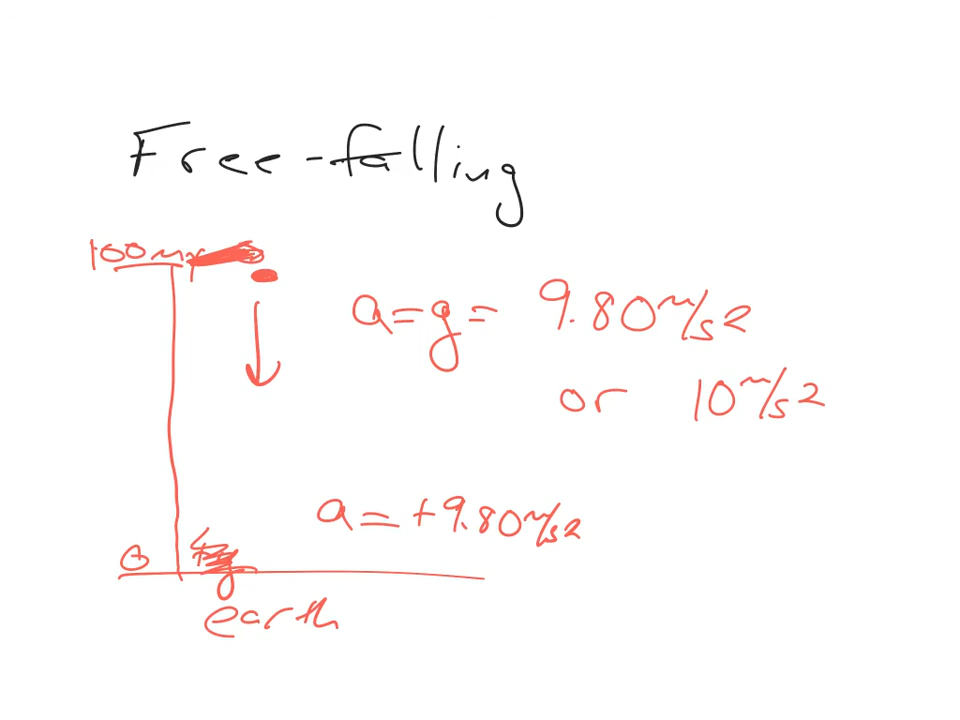 Free-falling
100m
a=g= 9.80m/s2
or 10m/s2
a=+9.80m/s2
0
earth